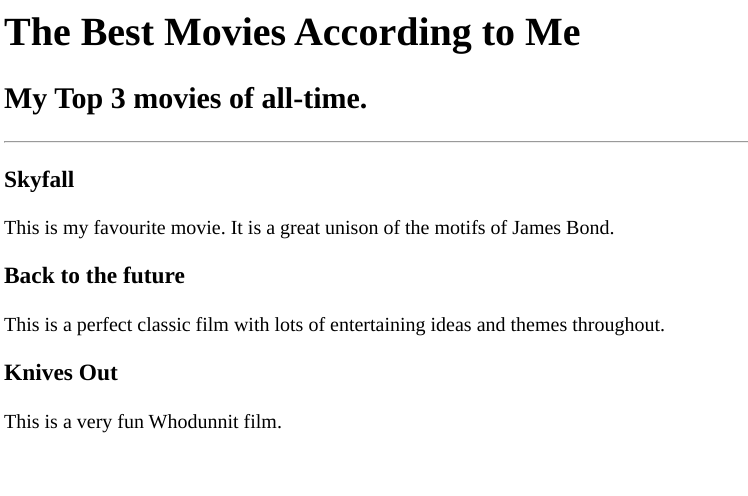 The Best Movies According to Me
My Top 3 movies of all-time.
Skyfall
This is my favourite movie. It is a great unison of the motifs of James Bond.
Back to the future
This is a perfect classic film with lots of entertaining ideas and themes throughout.
Knives Out
This is a very fun Whodunnit film.